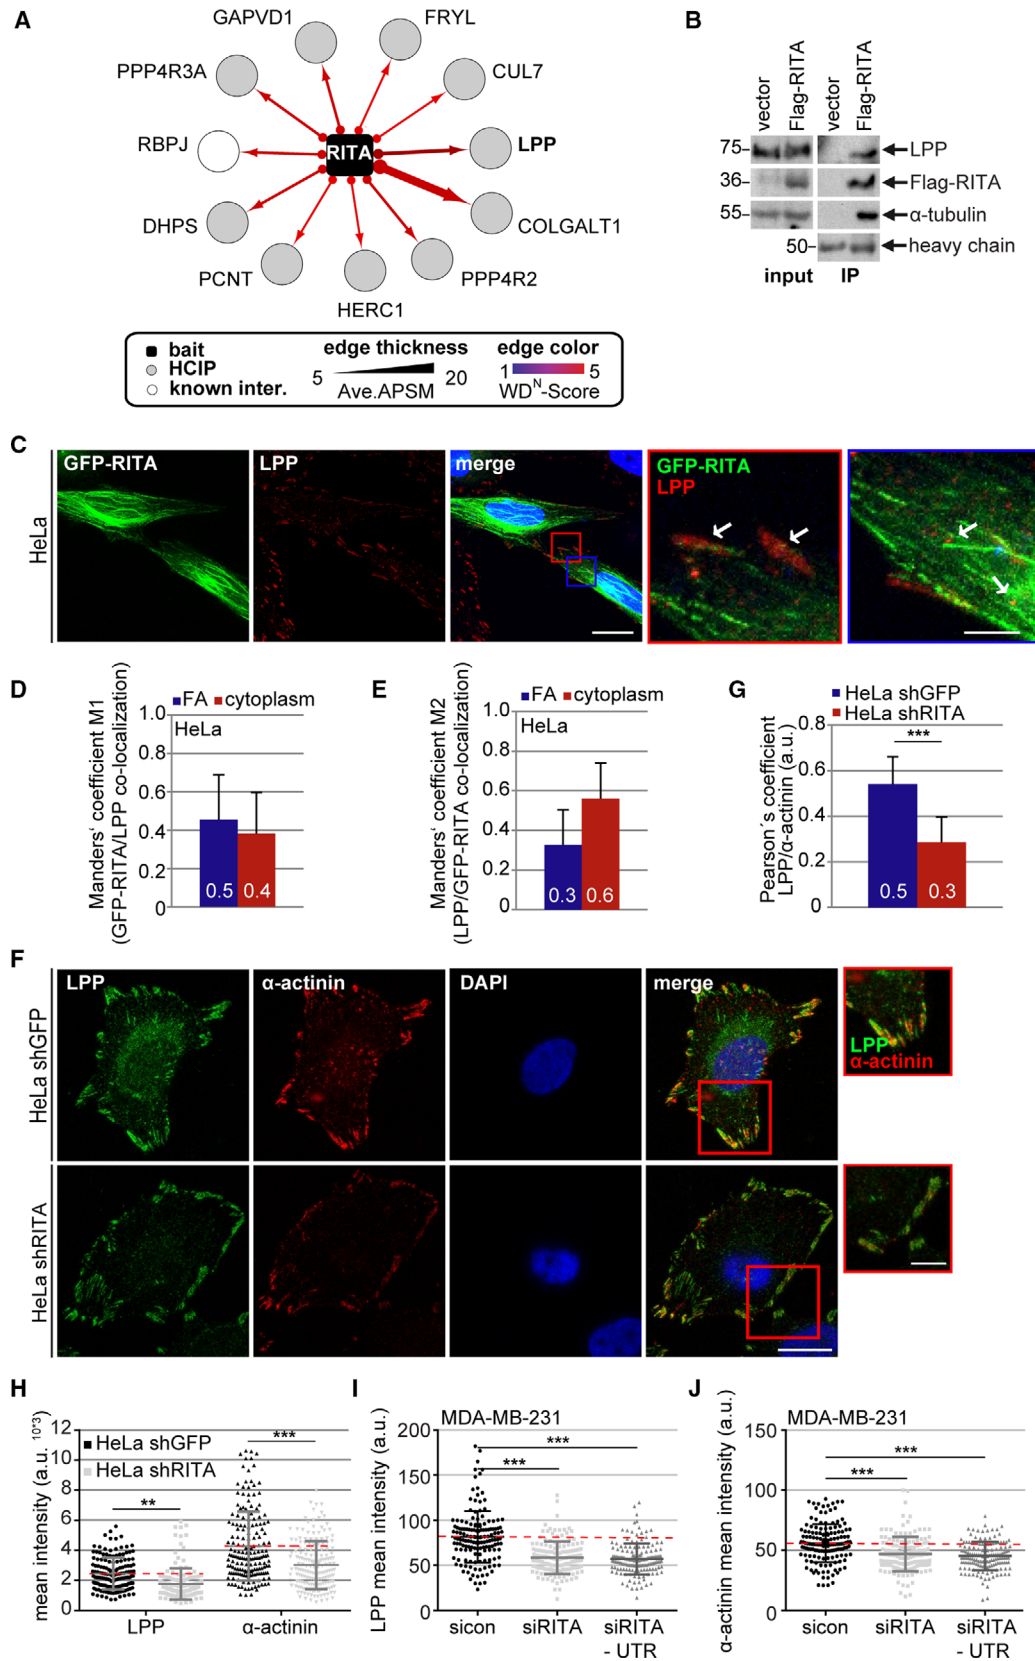 A
GAPVD1
FRYL
PPP4R3A
CUL7
RBPJ
RITA
LPP
DHPS
COLGALT1
PCNT
PPP4R2
HERC1
bait
HCIP
known inter.
edge thickness
5
20
Ave.APSM
edge color
1
5
WD^N-Score
B
vector
Flag-RITA
vector
Flag-RITA
75
LPP
36
Flag-RITA
55
α-tubulin
50
heavy chain
input
IP
C
HeLa
GFP-RITA
LPP
merge
GFP-RITA
LPP
D
FA
cytoplasm
HeLa
Manders' coefficient M1
(GFP-RITA/LPP co-localization)
1.0
0.8
0.6
0.4
0.2
0
0.5
0.4
E
FA
cytoplasm
HeLa
Manders' coefficient M2
(LPP/GFP-RITA co-localization)
1.0
0.8
0.6
0.4
0.2
0
0.3
0.6
G
HeLa shGFP
HeLa shRITA
Pearson´s coefficient
LPP/α-actinin (a.u.)
0.8
0.6
0.4
0.2
0
***
0.5
0.3
F
HeLa shGFP
LPP
α-actinin
DAPI
merge
LPP
α-actinin
HeLa shRITA
H
mean intensity (a.u. 10*3)
12
10
8
6
4
2
0
HeLa shGFP
HeLa shRITA
**
***
LPP
α-actinin
I
MDA-MB-231
LPP mean intensity (a.u.)
200
150
100
50
0
***
***
sicon
siRITA
siRITA
- UTR
J
MDA-MB-231
α-actinin mean intensity (a.u.)
150
100
50
0
***
***
sicon
siRITA
siRITA
- UTR